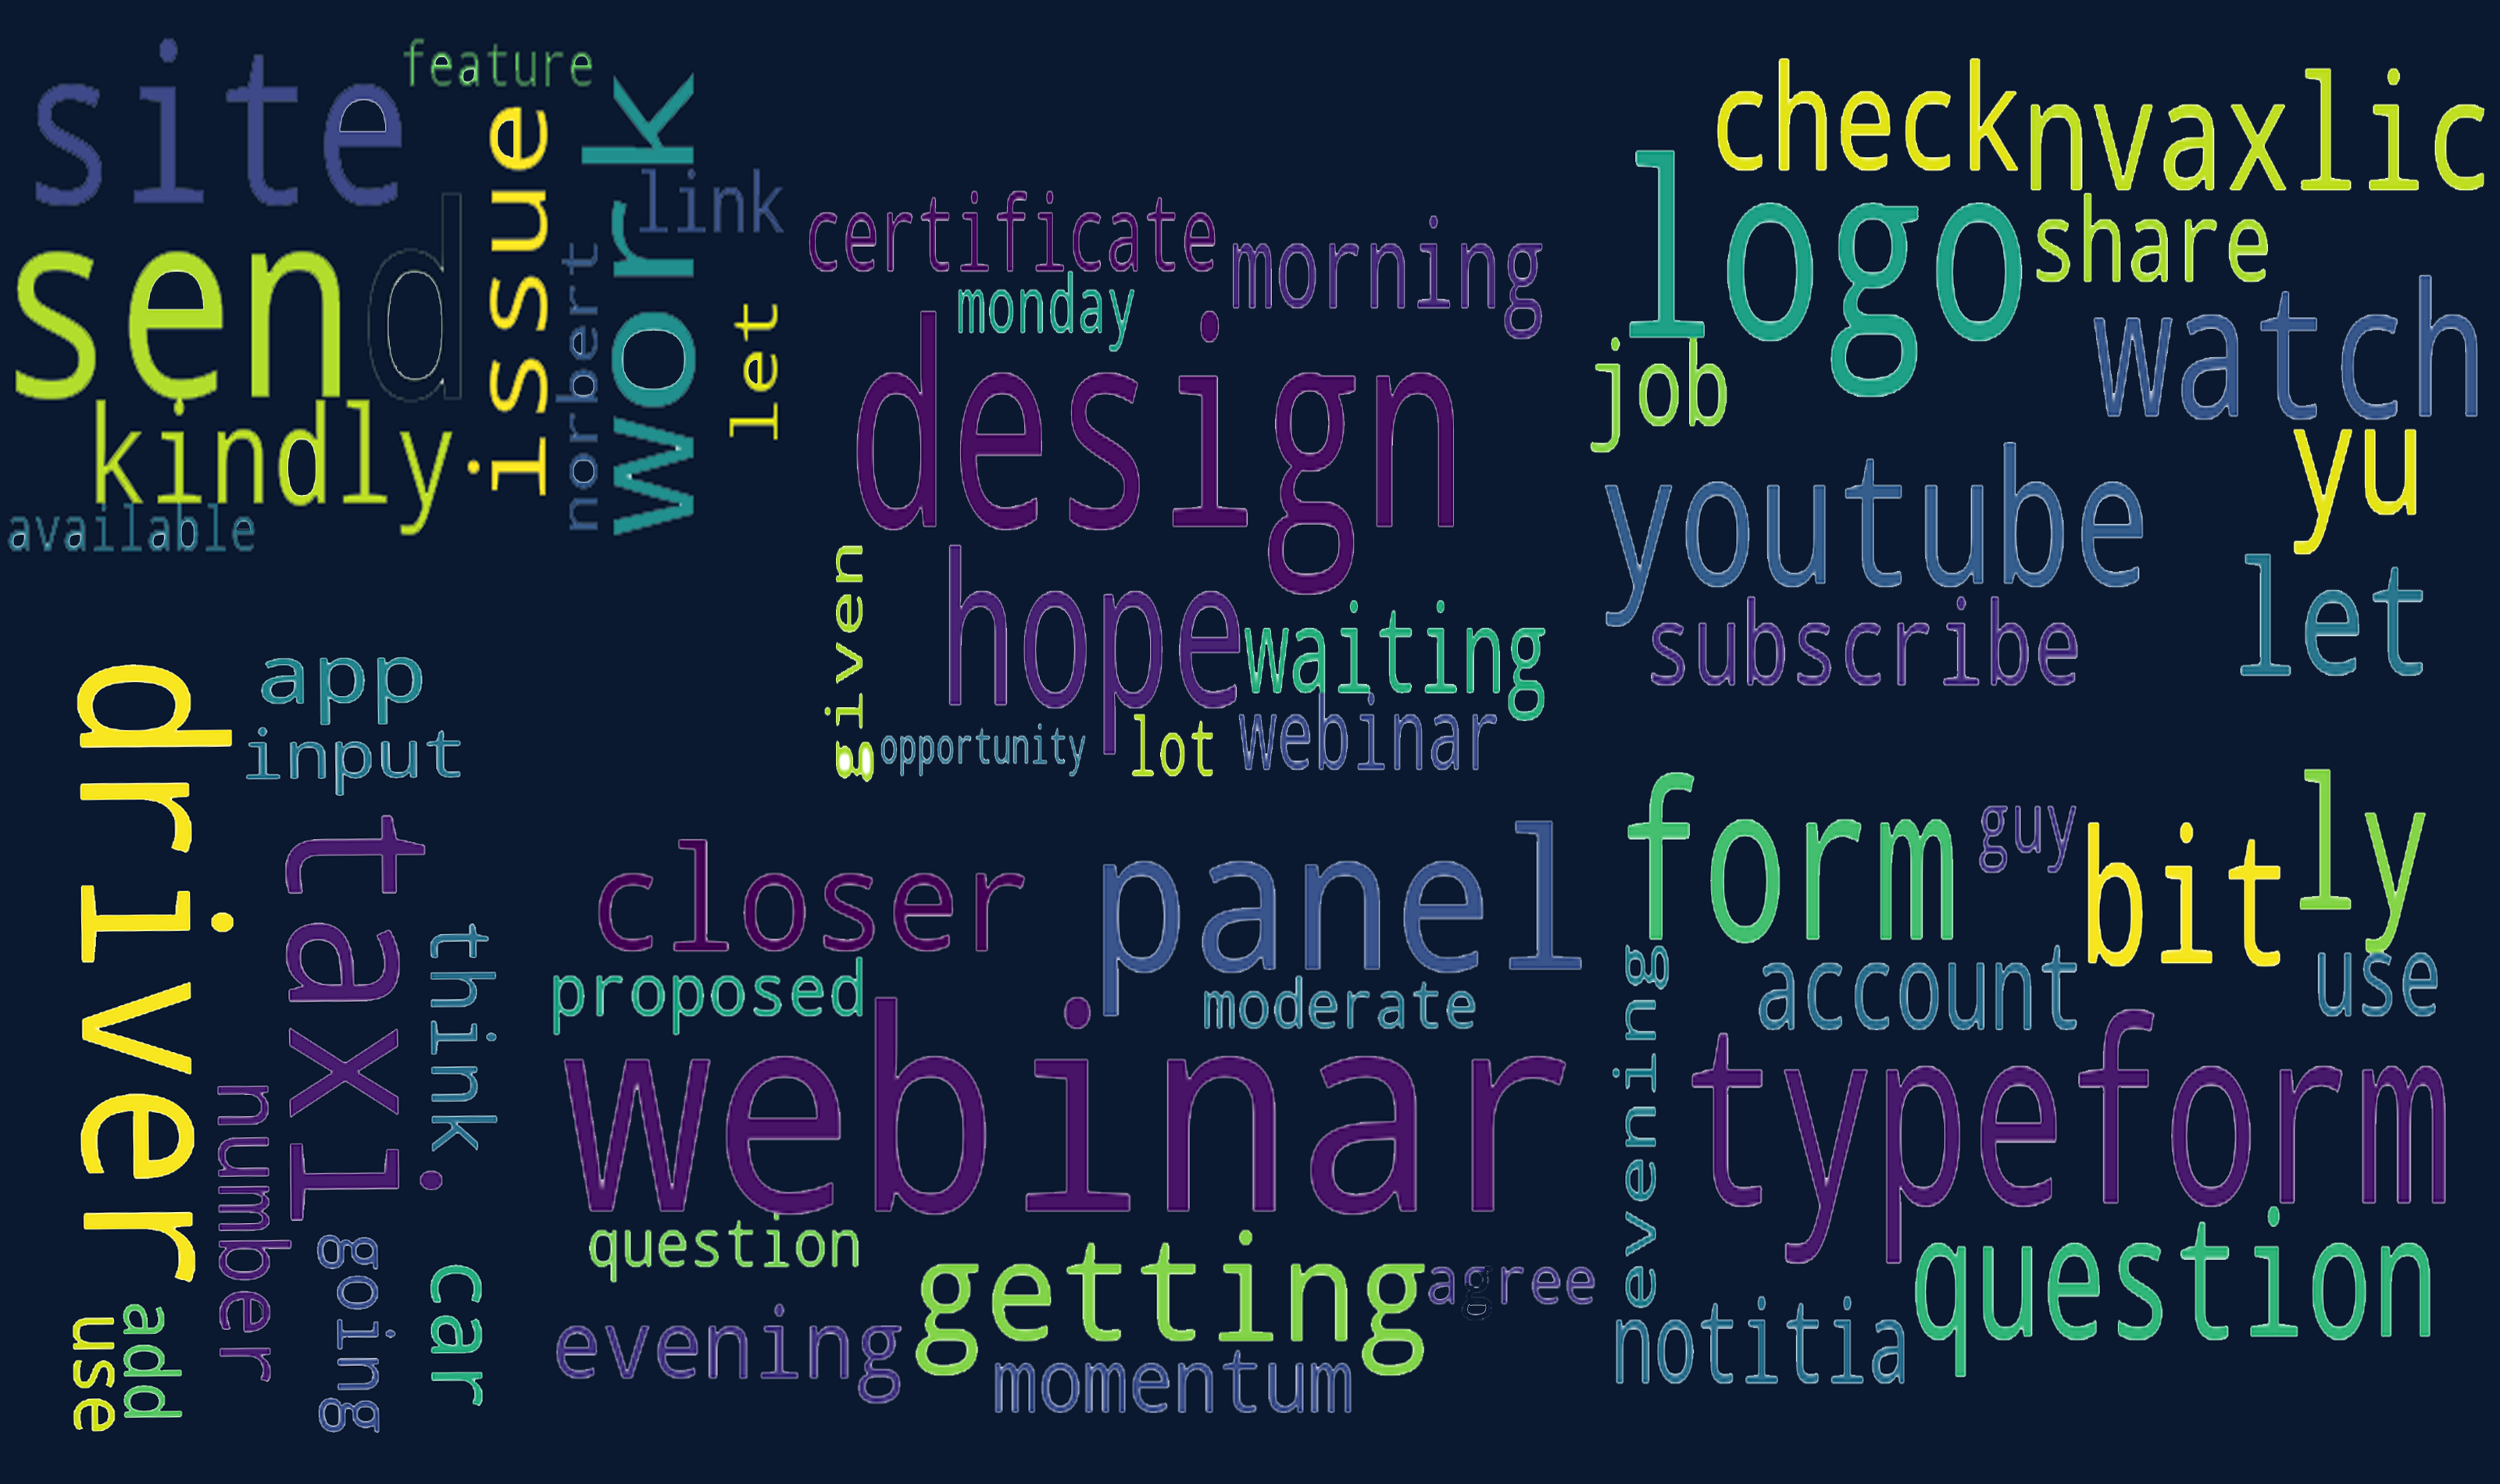 site
feature
send
issue
work
link
norbert
let
kindly
available
certificate
morning
monday
design
given
hope
waiting
opportunity
lot
webinar
check
nvaxlic
logo
share
watch
job
yu
youtube
let
subscribe
driver
app
input
taxi
think
number
going
car
add
use
closer
panel
proposed
moderate
webinar
question
getting
agree
evening
momentum
form
guy
bit
ly
account
use
evening
typeform
question
notitia